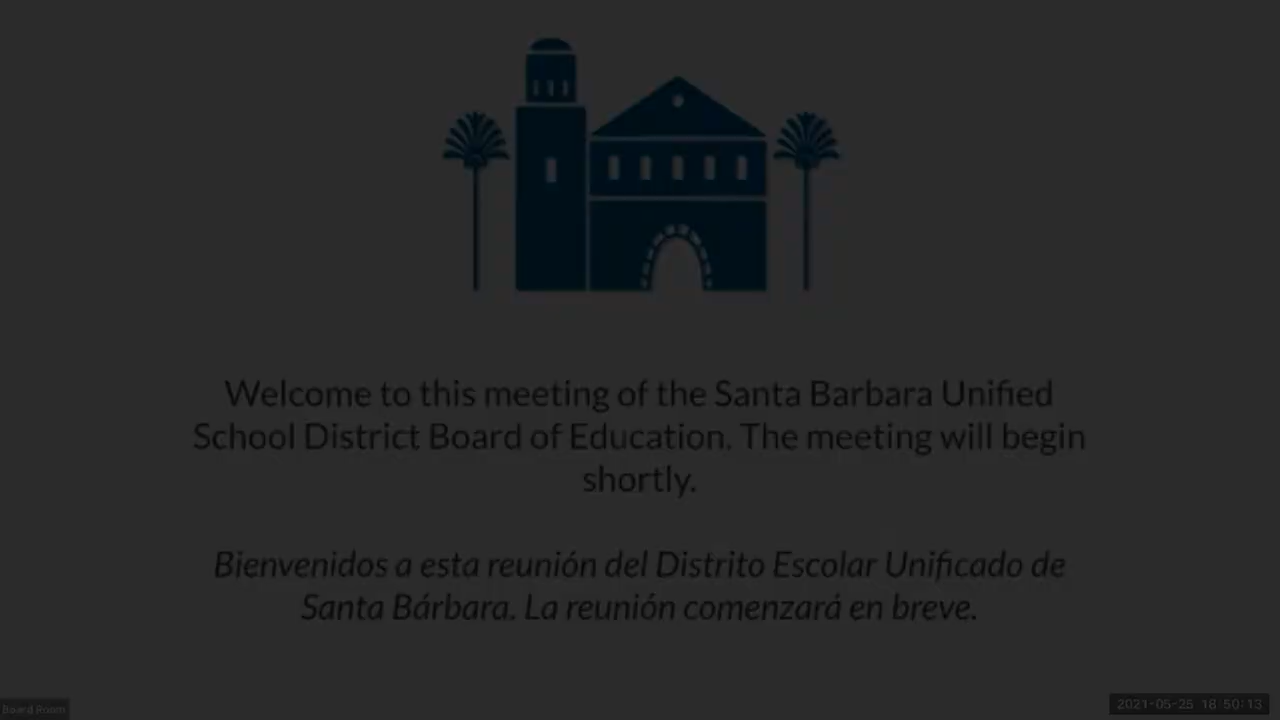 Welcome to this meeting of the Santa Barbara Unified
School District Board of Education. The meeting will begin
shortly.
Bienvenidos a esta reunión del Distrito Escolar Unificado de
Santa Bárbara. La reunión comenzará en breve.
Board Room
2021-05-25 18:50:13